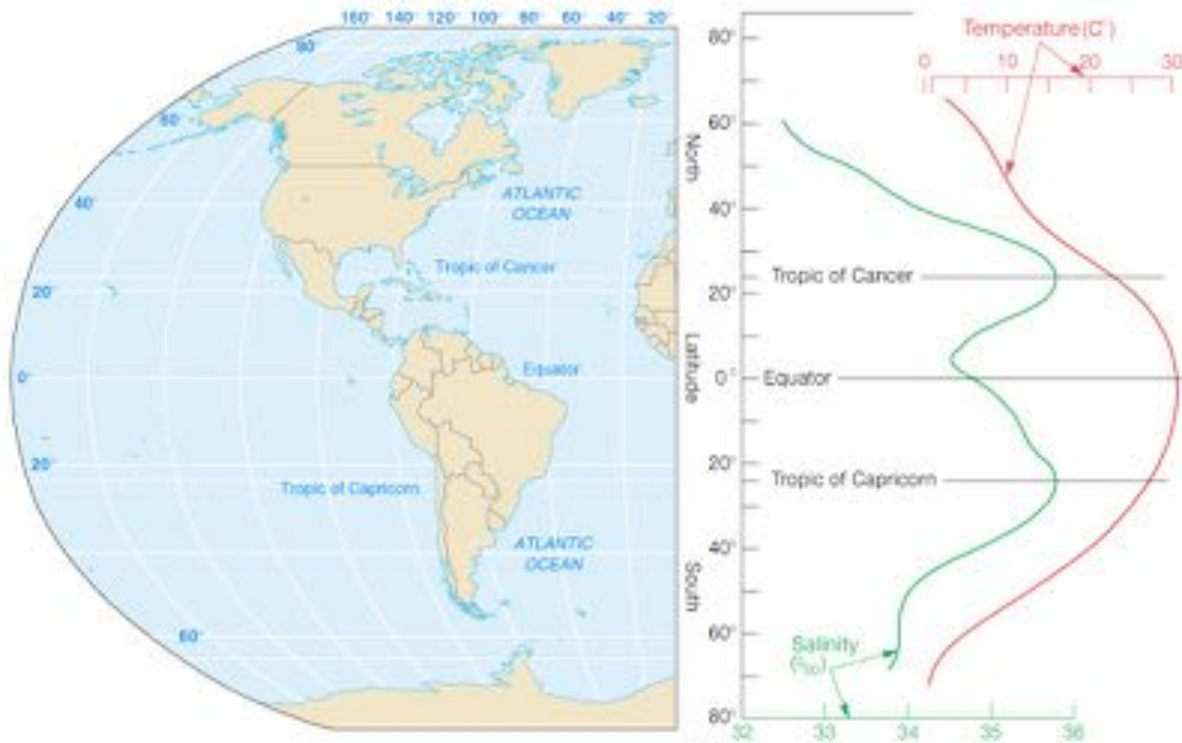 160° 120° 140° 100° 80° 60° 40° 20°
80°
60°
40°
20°
0°
20°
60°
ATLANTIC
OCEAN
Tropic of Cancer
Equator
Tropic of Capricorn
ATLANTIC
OCEAN
North
Latitude
South
80°
60°
40°
20°
0°
20°
40°
60°
80°
Temperature (C°)
0 10 20 30
Tropic of Cancer
Equator
Tropic of Capricorn
Salinity
32 33 34 35 36